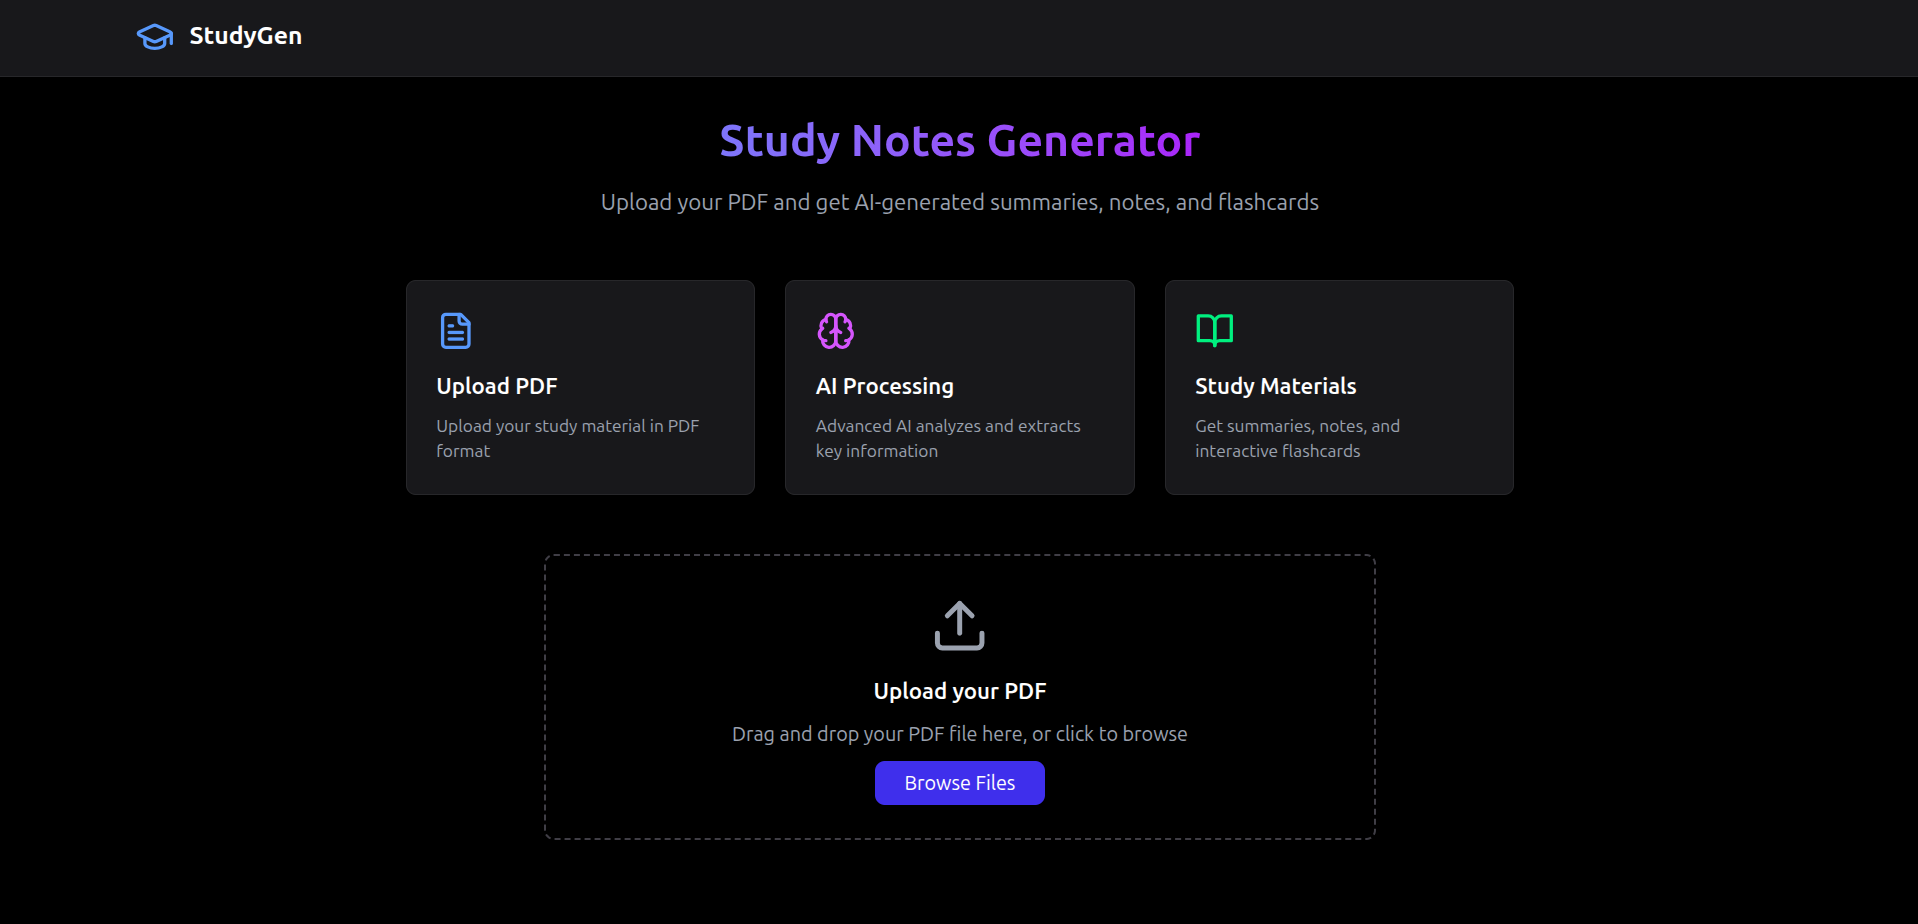 StudyGen
Study Notes Generator
Upload your PDF and get AI-generated summaries, notes, and flashcards
Upload PDF
Upload your study material in PDF
format
AI Processing
Advanced AI analyzes and extracts
key information
Study Materials
Get summaries, notes, and
interactive flashcards
Upload your PDF
Drag and drop your PDF file here, or click to browse
Browse Files